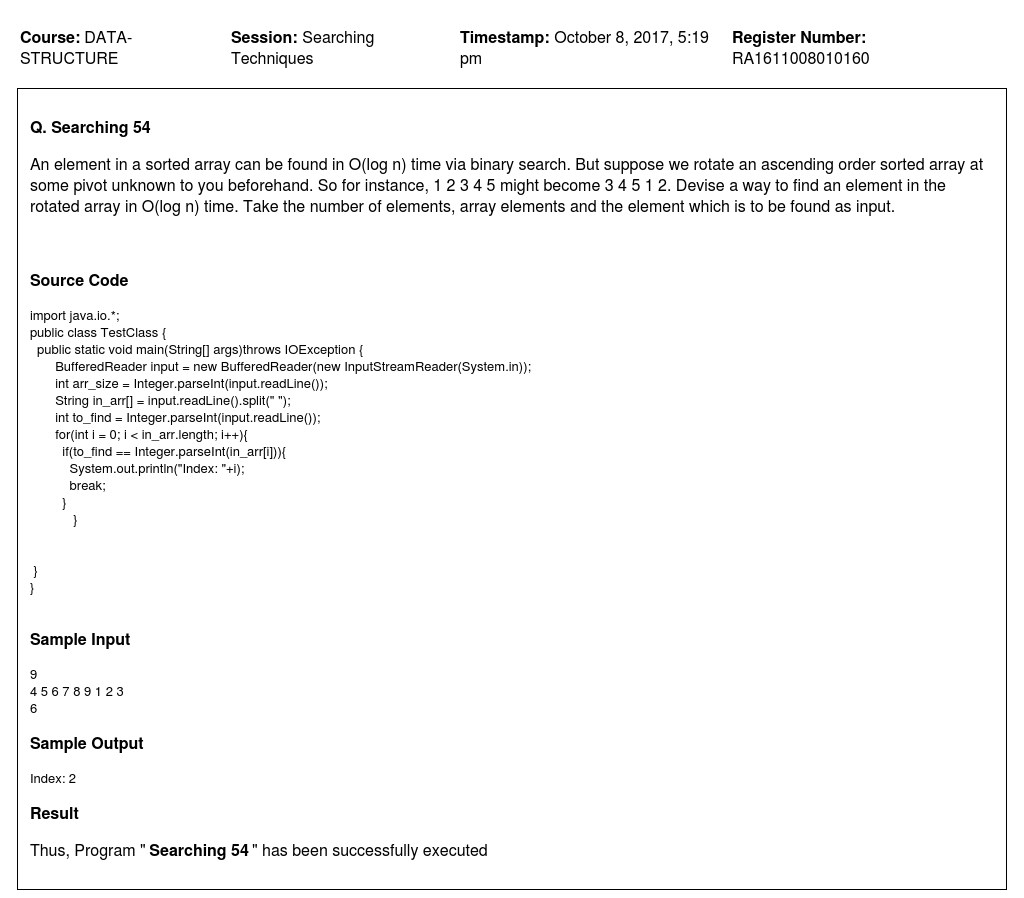 Course: DATA-STRUCTURE
Session: Searching Techniques
Timestamp: October 8, 2017, 5:19 pm
Register Number: RA1611008010160
Q. Searching 54
An element in a sorted array can be found in O(log n) time via binary search. But suppose we rotate an ascending order sorted array at
some pivot unknown to you beforehand. So for instance, 1 2 3 4 5 might become 3 4 5 1 2. Devise a way to find an element in the
rotated array in O(log n) time. Take the number of elements, array elements and the element which is to be found as input.
Source Code
import java.io.*;
public class TestClass {
  public static void main(String[] args)throws IOException {
       BufferedReader input = new BufferedReader(new InputStreamReader(System.in));
       int arr_size = Integer.parseInt(input.readLine());
       String in_arr[] = input.readLine().split(" ");
       int to_find = Integer.parseInt(input.readLine());
       for(int i = 0; i < in_arr.length; i++){
         if(to_find == Integer.parseInt(in_arr[i])){
           System.out.println("Index: "+i);
           break;
         }
            }
 }
}
Sample Input
9
4 5 6 7 8 9 1 2 3
6
Sample Output
Index: 2
Result
Thus, Program " Searching 54 " has been successfully executed